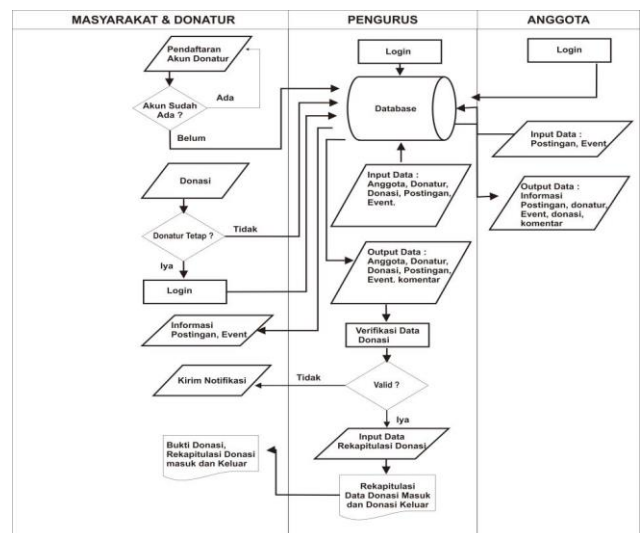 MASYARAKAT & DONATUR
PENGURUS
ANGGOTA
Pendaftaran
Akun Donatur
Akun Sudah
Ada ?
Ada
Belum
Donasi
Donatur Tetap ?
Tidak
Iya
Login
Informasi
Postingan, Event
Kirim Notifikasi
Tidak
Bukti Donasi,
Rekapitulasi Donasi
masuk dan Keluar
Login
Database
Input Data :
Anggota, Donatur,
Donasi, Postingan,
Event.
Output Data :
Anggota, Donatur,
Donasi, Postingan,
Event. komentar
Verifikasi Data
Donasi
Valid ?
Iya
Input Data
Rekapitulasi Donasi
Rekapitulasi
Data Donasi Masuk
dan Donasi Keluar
Login
Input Data :
Postingan, Event
Output Data :
Informasi
Postingan, donatur,
Event, donasi,
komentar